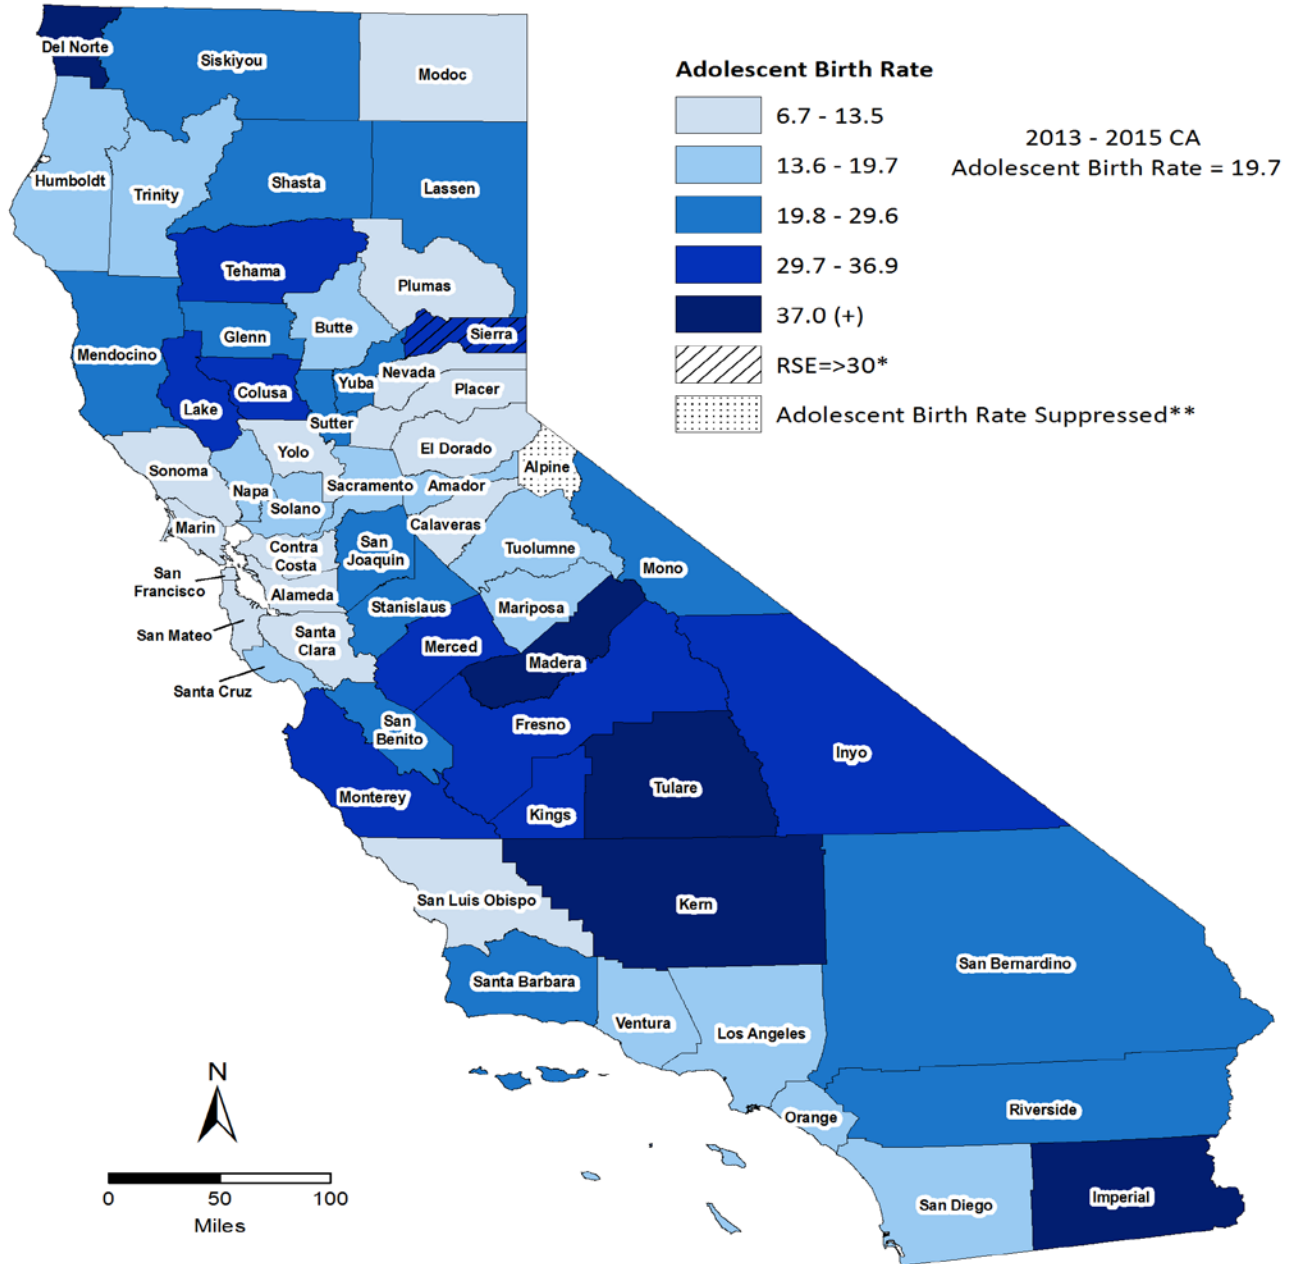 Del Norte
Siskiyou
Modoc
Humboldt
Trinity
Shasta
Lassen
Tehama
Plumas
Mendocino
Glenn
Butte
Sierra
Lake
Colusa
Yuba
Nevada
Placer
Sutter
Yolo
El Dorado
Sonoma
Napa
Solano
Sacramento
Amador
Alpine
Marin
Contra
Costa
San
Joaquin
Calaveras
Tuolumne
Mono
San
Francisco
Alameda
Stanislaus
Mariposa
San Mateo
Santa
Clara
Merced
Madera
Santa Cruz
San
Benito
Fresno
Inyo
Monterey
Kings
Tulare
San Luis Obispo
Kern
San Bernardino
Santa Barbara
Ventura
Los Angeles
Orange
Riverside
San Diego
Imperial
Adolescent Birth Rate
6.7 - 13.5
13.6 - 19.7
19.8 - 29.6
29.7 - 36.9
37.0 (+)
RSE=>30*
Adolescent Birth Rate Suppressed**
2013 - 2015 CA
Adolescent Birth Rate = 19.7
N
0 50 100
Miles